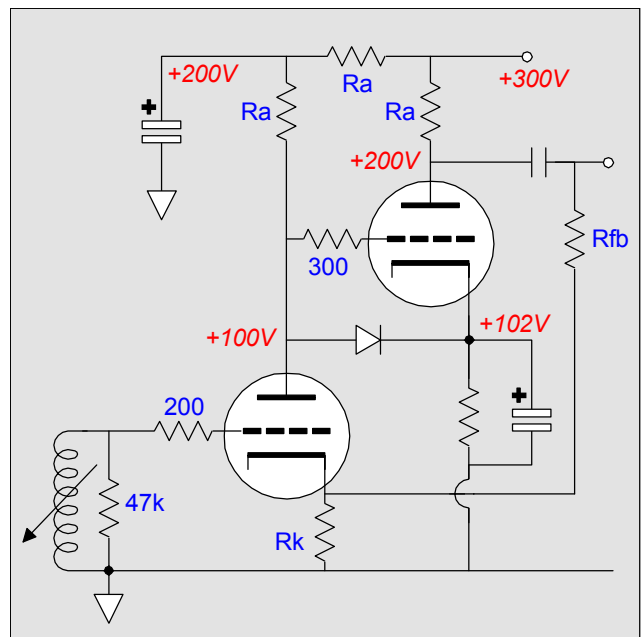 +200V
Ra
+300V
Ra
Ra
+
+200V
Rfb
300
+100V
+102V
+
200
47k
Rk